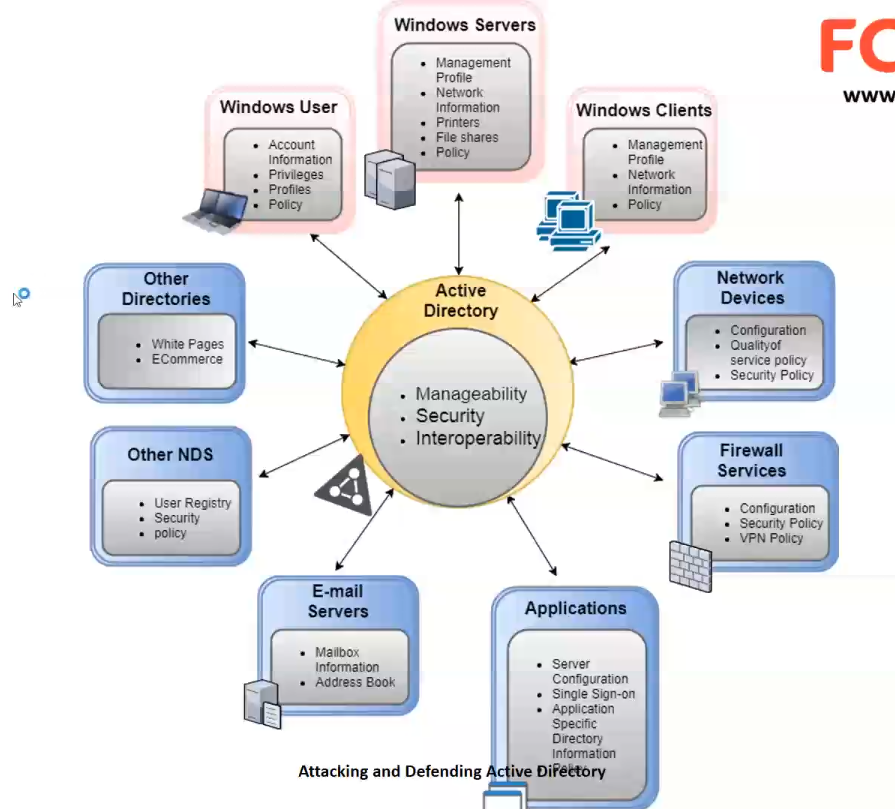 Windows Servers
• Management
Profile
• Network
Information
• Printers
• File shares
• Policy
Windows User
• Account
Information
• Privileges
• Profiles
• Policy
Windows Clients
• Management
Profile
• Network
Information
• Policy
FO
www.
Other
Directories
• White Pages
• ECommerce
Active
Directory
• Manageability
• Security
• Interoperability
Network
Devices
• Configuration
• Qualityof
service policy
• Security Policy
Other NDS
• User Registry
• Security
• policy
Firewall
Services
• Configuration
• Security Policy
• VPN Policy
E-mail
Servers
• Mailbox
Information
• Address Book
Applications
• Server
Configuration
• Single Sign-on
• Application
Specific
Directory
Information
• Policy
Attacking and Defending Active Directory